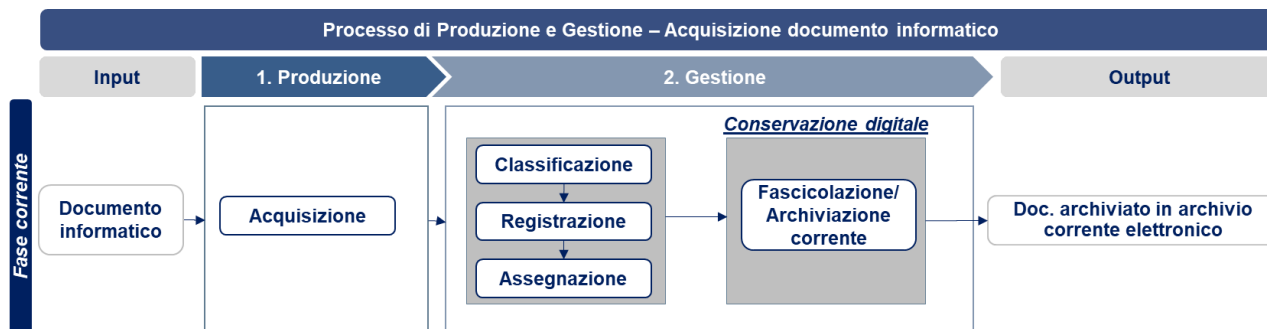 Processo di Produzione e Gestione – Acquisizione documento informatico
Input
1. Produzione
2. Gestione
Output
Fase corrente
Documento
informatico
Acquisizione
Classificazione
Registrazione
Assegnazione
Conservazione digitale
Fascicolazione/
Archiviazione
corrente
Doc. archiviato in archivio
corrente elettronico